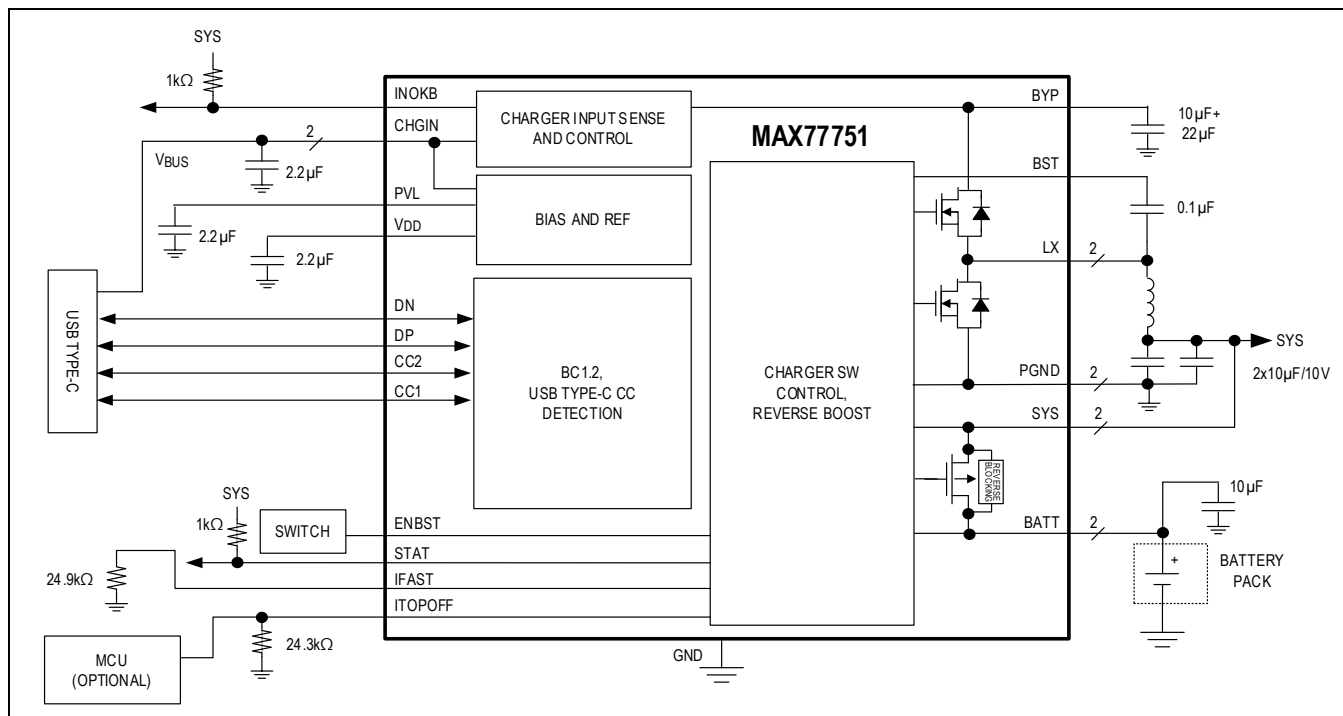 SYS
1kΩ
INOKB
CHGIN
2
VBUS
2.2µF
PVL
2.2µF
VDD
2.2µF
USB TYPE-C
DN
DP
CC2
CC1
SYS
1kΩ
SWITCH
ENBST
STAT
24.9kΩ
IFAST
ITOPOFF
24.3kΩ
MCU
(OPTIONAL)
CHARGER INPUT SENSE
AND CONTROL
BIAS AND REF
BC1.2,
USB TYPE-C CC
DETECTION
MAX77751
CHARGER SW
CONTROL,
REVERSE BOOST
REVERSE
BLOCKING
GND
BYP
10µF+
22µF
BST
0.1µF
LX
2
SYS
2x10µF/10V
PGND
2
SYS
2
10µF
BATT
2
+
BATTERY
PACK